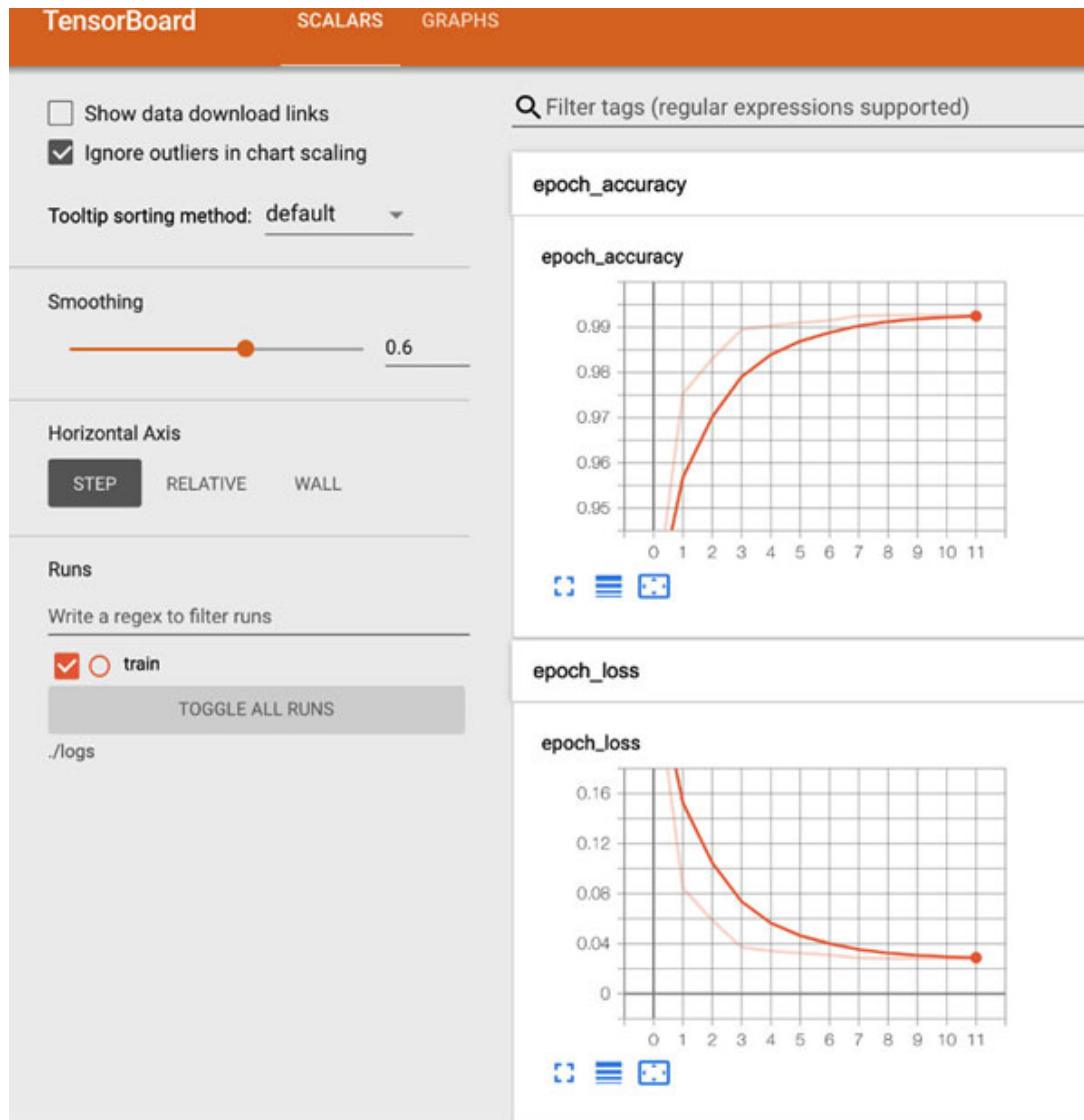 TensorBoard SCALARS GRAPHS
Show data download links
Ignore outliers in chart scaling
Tooltip sorting method: default
Smoothing
0.6
Horizontal Axis
STEP RELATIVE WALL
Runs
Write a regex to filter runs
train
TOGGLE ALL RUNS
./logs
Filter tags (regular expressions supported)
epoch_accuracy
epoch_accuracy
0.99
0.98
0.97
0.96
0.95
0 1 2 3 4 5 6 7 8 9 10 11
epoch_loss
epoch_loss
0.16
0.12
0.08
0.04
0
0 1 2 3 4 5 6 7 8 9 10 11